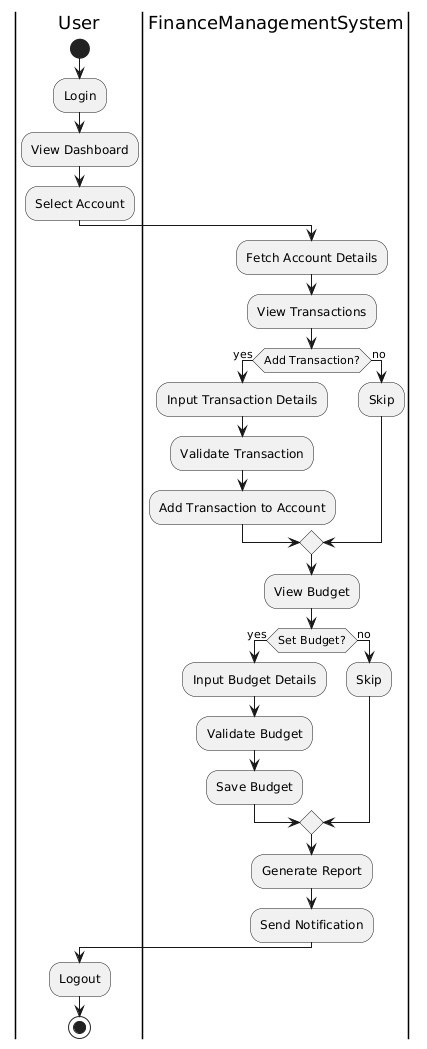 User
FinanceManagementSystem
Login
View Dashboard
Select Account
Fetch Account Details
View Transactions
Add Transaction?
yes
no
Input Transaction Details
Skip
Validate Transaction
Add Transaction to Account
View Budget
Set Budget?
yes
no
Input Budget Details
Skip
Validate Budget
Save Budget
Generate Report
Send Notification
Logout